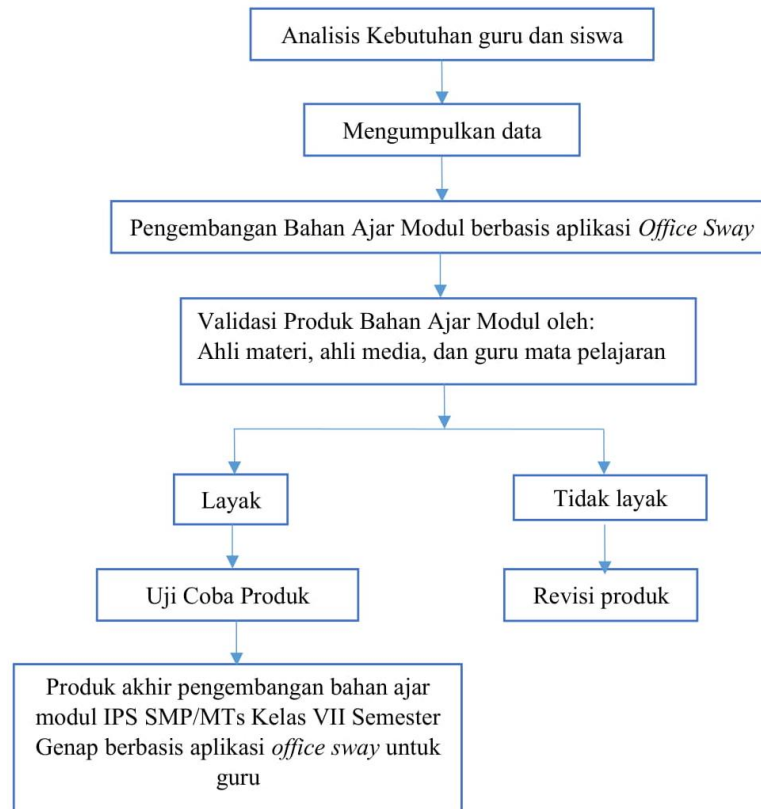 Analisis Kebutuhan guru dan siswa
Mengumpulkan data
Pengembangan Bahan Ajar Modul berbasis aplikasi Office Sway
Validasi Produk Bahan Ajar Modul oleh:
Ahli materi, ahli media, dan guru mata pelajaran
Layak
Tidak layak
Uji Coba Produk
Revisi produk
Produk akhir pengembangan bahan ajar
modul IPS SMP/MTs Kelas VII Semester
Genap berbasis aplikasi office sway untuk
guru